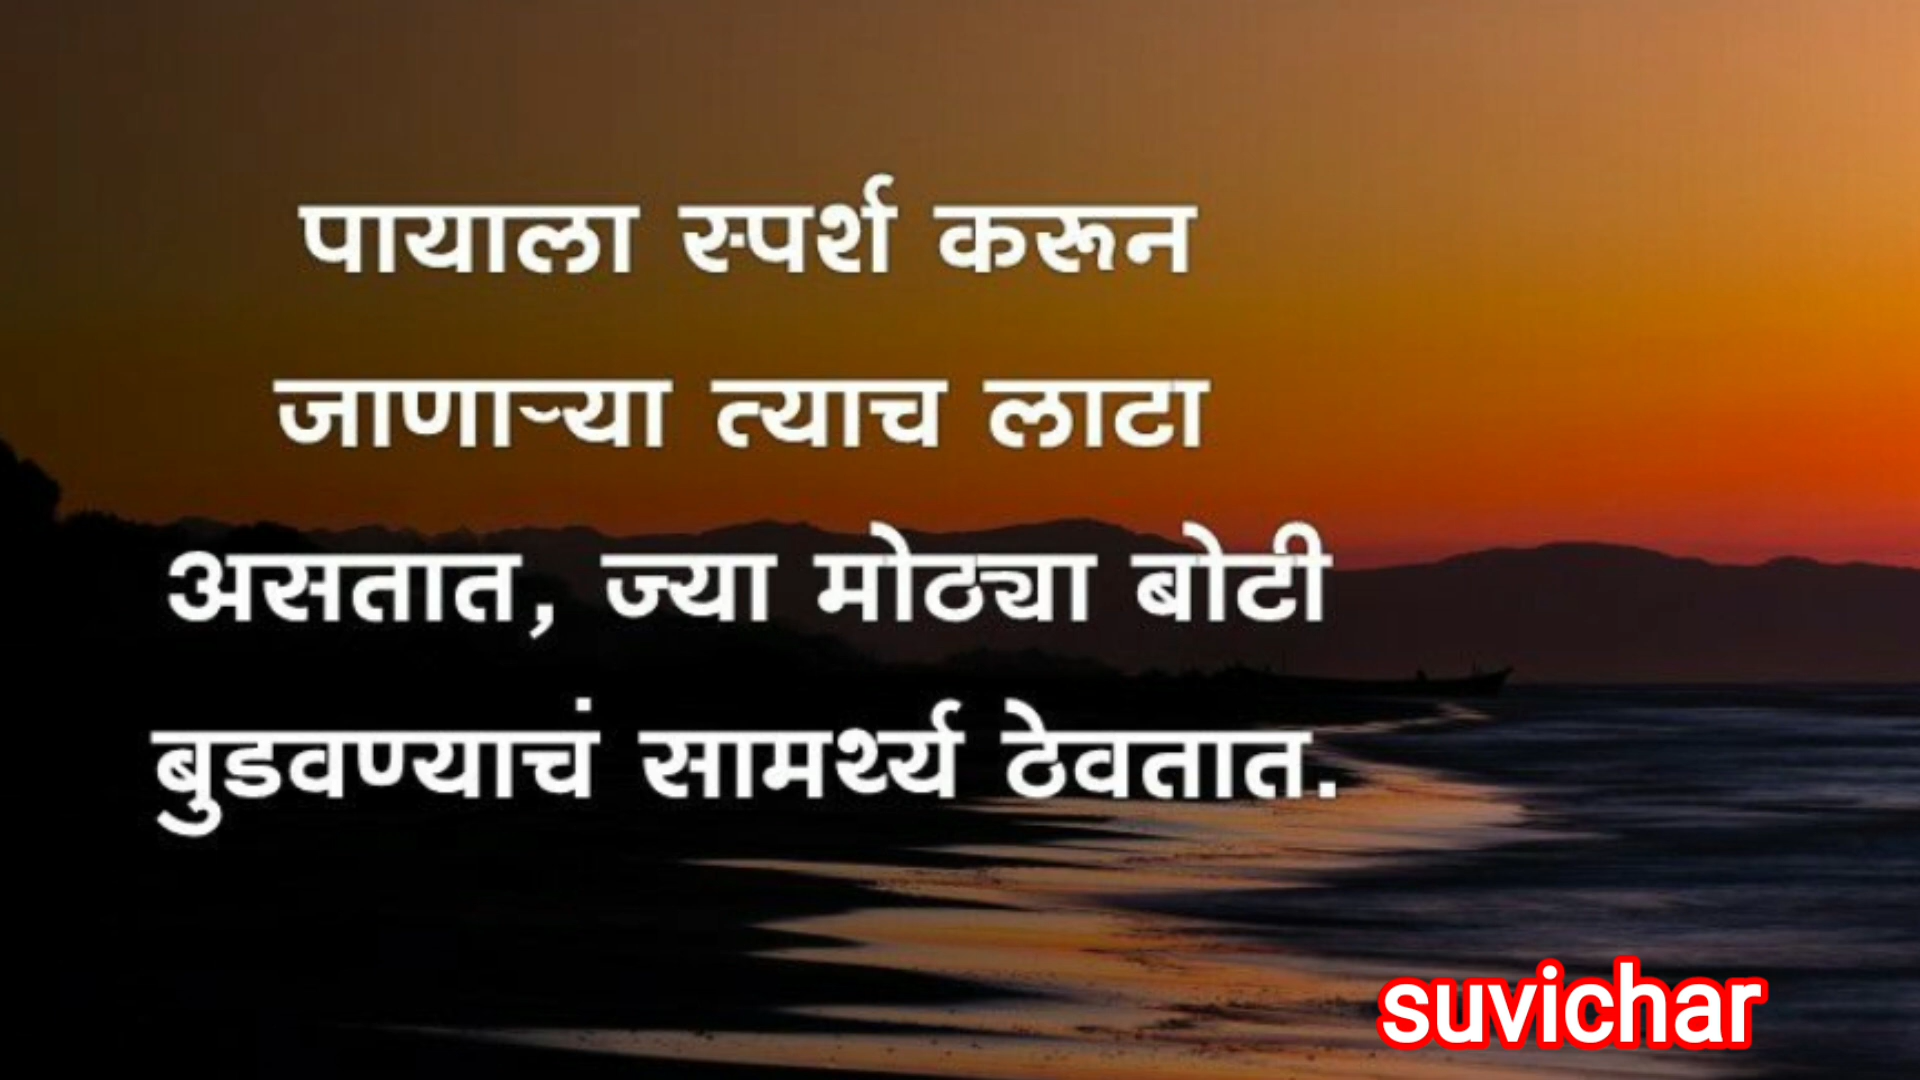 पायाला स्पर्श करून
जाणाऱ्या त्याच लाटा
असतात, ज्या मोठ्या बोटी
बुडवण्याचं सामर्थ्य ठेवतात.
suvichar